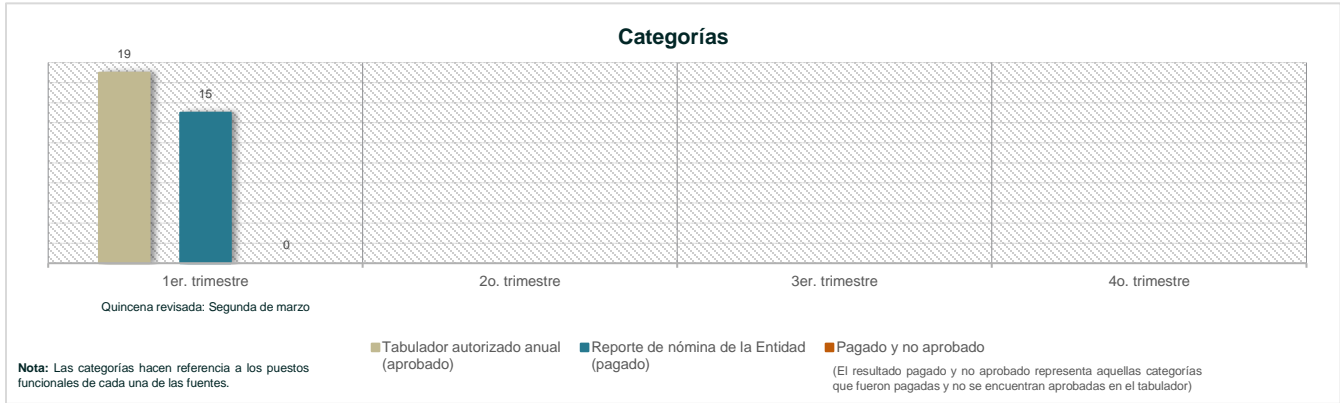 Categorías
19
15
0
1er. trimestre
2o. trimestre
3er. trimestre
4o. trimestre
Quincena revisada: Segunda de marzo
Tabulador autorizado anual
(aprobado)
Reporte de nómina de la Entidad
(pagado)
Pagado y no aprobado
(El resultado pagado y no aprobado representa aquellas categorías
que fueron pagadas y no se encuentran aprobadas en el tabulador)
Nota: Las categorías hacen referencia a los puestos
funcionales de cada una de las fuentes.